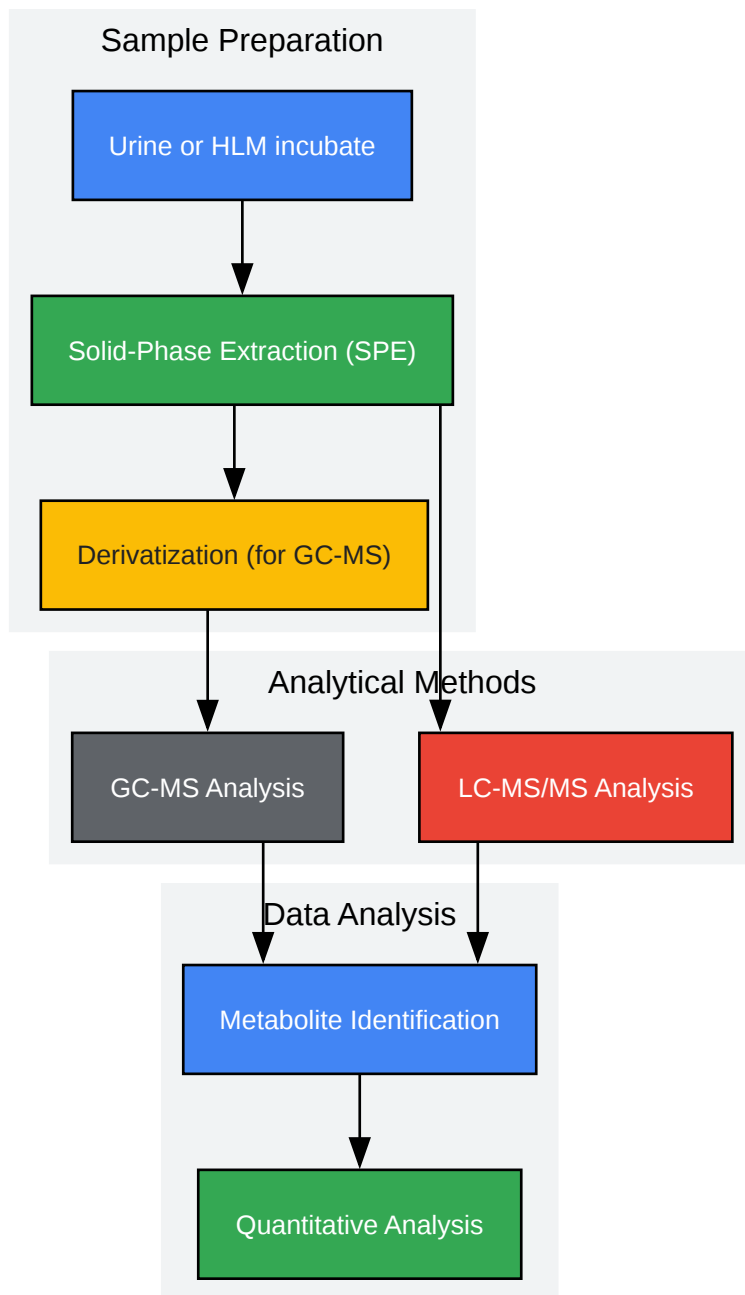 Sample Preparation
Urine or HLM incubate
Solid-Phase Extraction (SPE)
Derivatization (for GC-MS)
Analytical Methods
GC-MS Analysis
LC-MS/MS Analysis
Data Analysis
Metabolite Identification
Quantitative Analysis